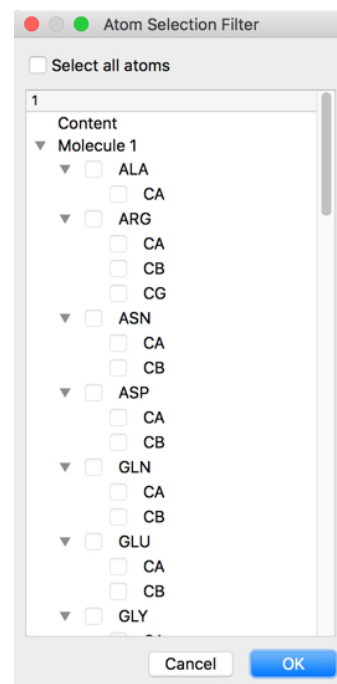 Atom Selection Filter
Select all atoms
1
Content
Molecule 1
ALA
CA
ARG
CA
CB
CG
ASN
CA
CB
ASP
CA
CB
GLN
CA
CB
GLU
CA
CB
GLY
Cancel OK